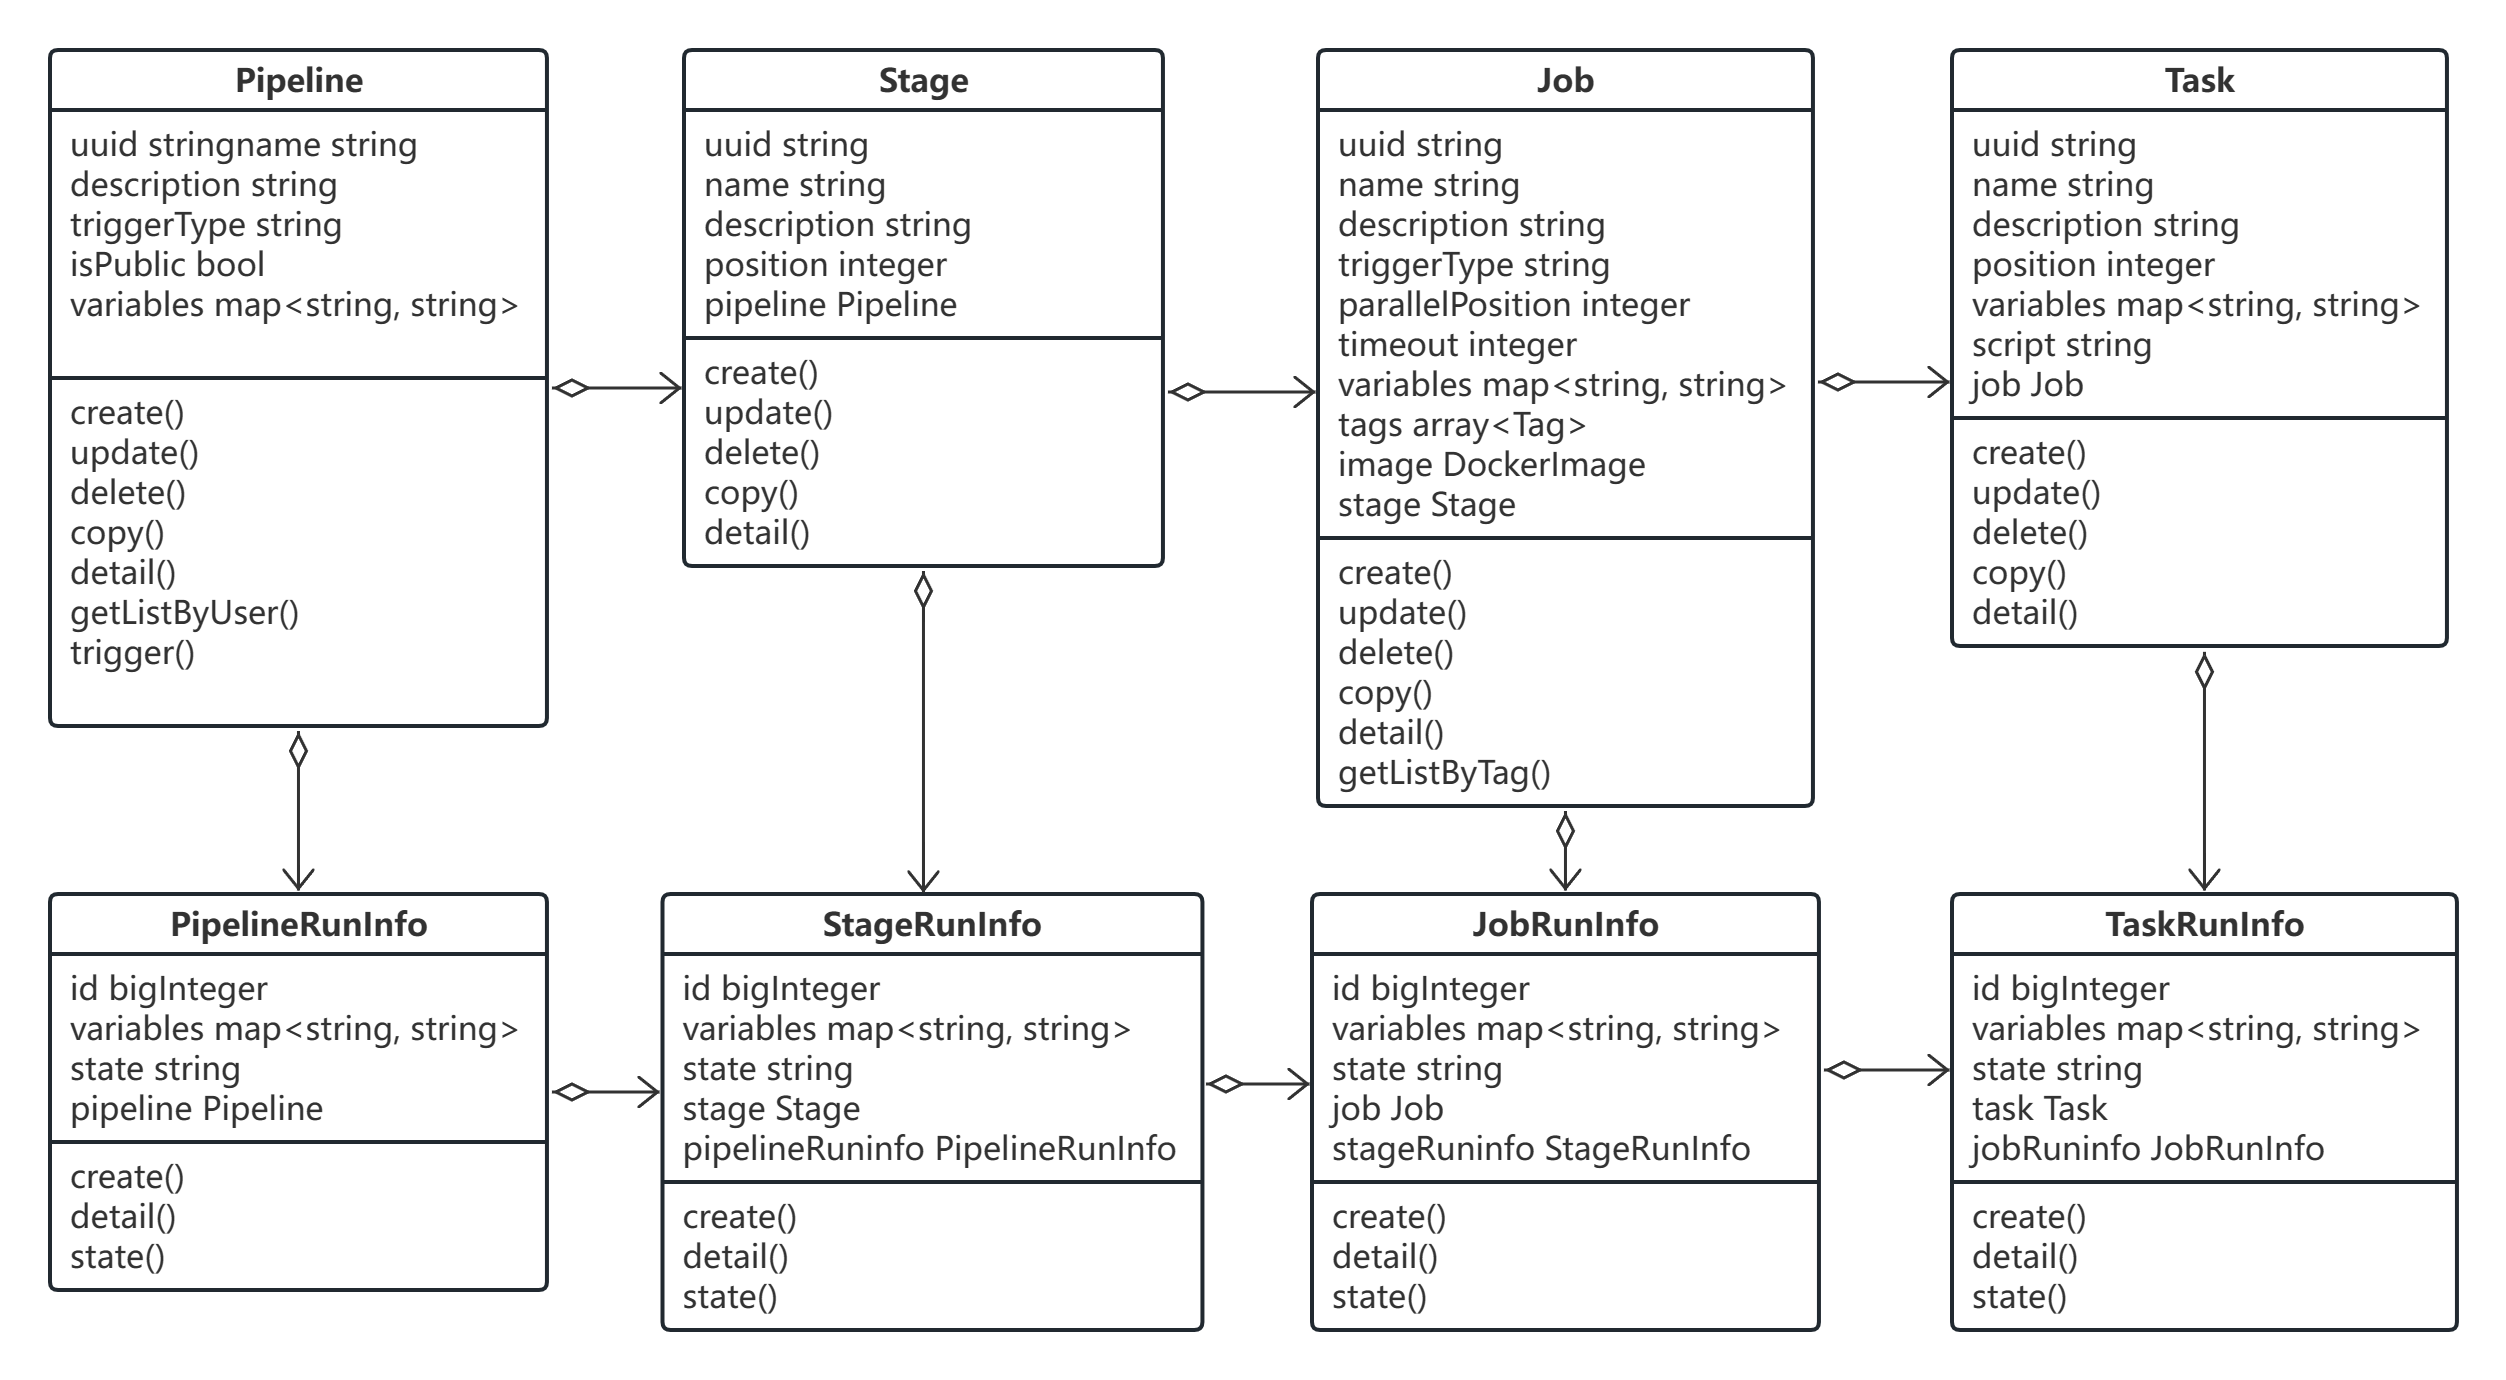 Pipeline
uuid stringname string
description string
triggerType string
isPublic bool
variables map<string, string>
create()
update()
delete()
copy()
detail()
getListByUser()
trigger()
Stage
uuid string
name string
description string
position integer
pipeline Pipeline
create()
update()
delete()
copy()
detail()
Job
uuid string
name string
description string
triggerType string
parallelPosition integer
timeout integer
variables map<string, string>
tags array<Tag>
image DockerImage
stage Stage
create()
update()
delete()
copy()
detail()
getListByTag()
Task
uuid string
name string
description string
position integer
variables map<string, string>
script string
job Job
create()
update()
delete()
copy()
detail()
PipelineRunInfo
id bigInteger
variables map<string, string>
state string
pipeline Pipeline
create()
detail()
state()
StageRunInfo
id bigInteger
variables map<string, string>
state string
stage Stage
pipelineRuninfo PipelineRunInfo
create()
detail()
state()
JobRunInfo
id bigInteger
variables map<string, string>
state string
job Job
stageRuninfo StageRunInfo
create()
detail()
state()
TaskRunInfo
id bigInteger
variables map<string, string>
state string
task Task
jobRuninfo JobRunInfo
create()
detail()
state()